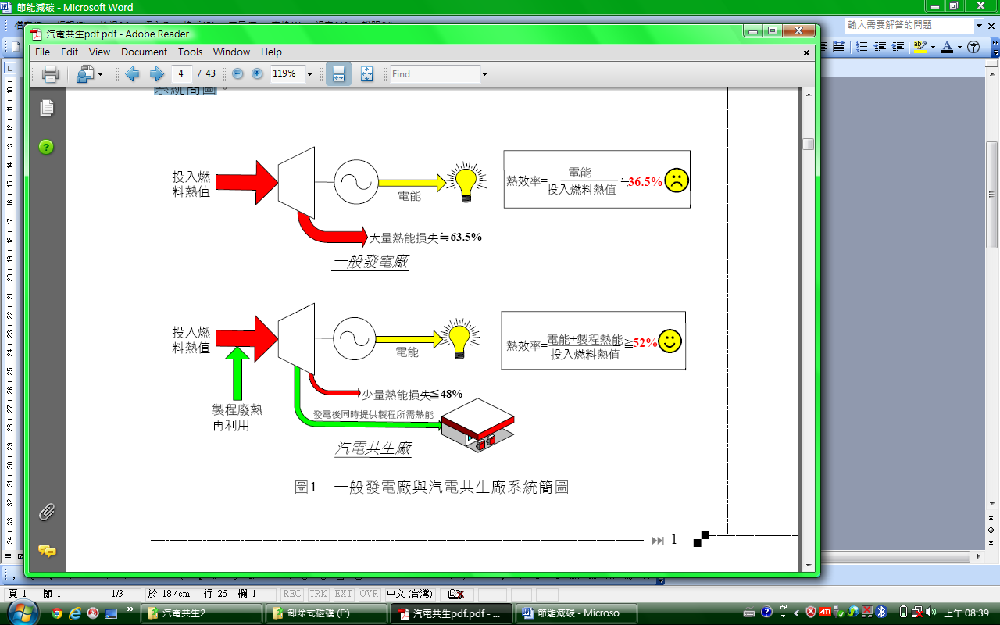 節能減碳 - Microsoft Word
輸入需要解答的問題
汽電共生pdf.pdf - Adobe Reader
File Edit View Document Tools Window Help
4 / 43 119% Find
系統簡圖。
投入燃
料熱值
電能
熱效率=電能/投入燃料熱值≒36.5%
大量熱能損失≒63.5%
一般發電廠
投入燃
料熱值
電能
熱效率=電能+製程熱能/投入燃料熱值≧52%
少量熱能損失≦48%
製程廢熱
再利用
發電後同時提供製程所需熱能
汽電共生廠
圖1 一般發電廠與汽電共生廠系統簡圖
1
頁 1 節 1 1/3 於 18.4cm 行 26 欄 1 REC TRK EXT OVR 中文 (台灣)
汽電共生2 卸除式磁碟 (F:) 汽電共生pdf.pdf - ... 節能減碳 - Microso... 上午 08:39